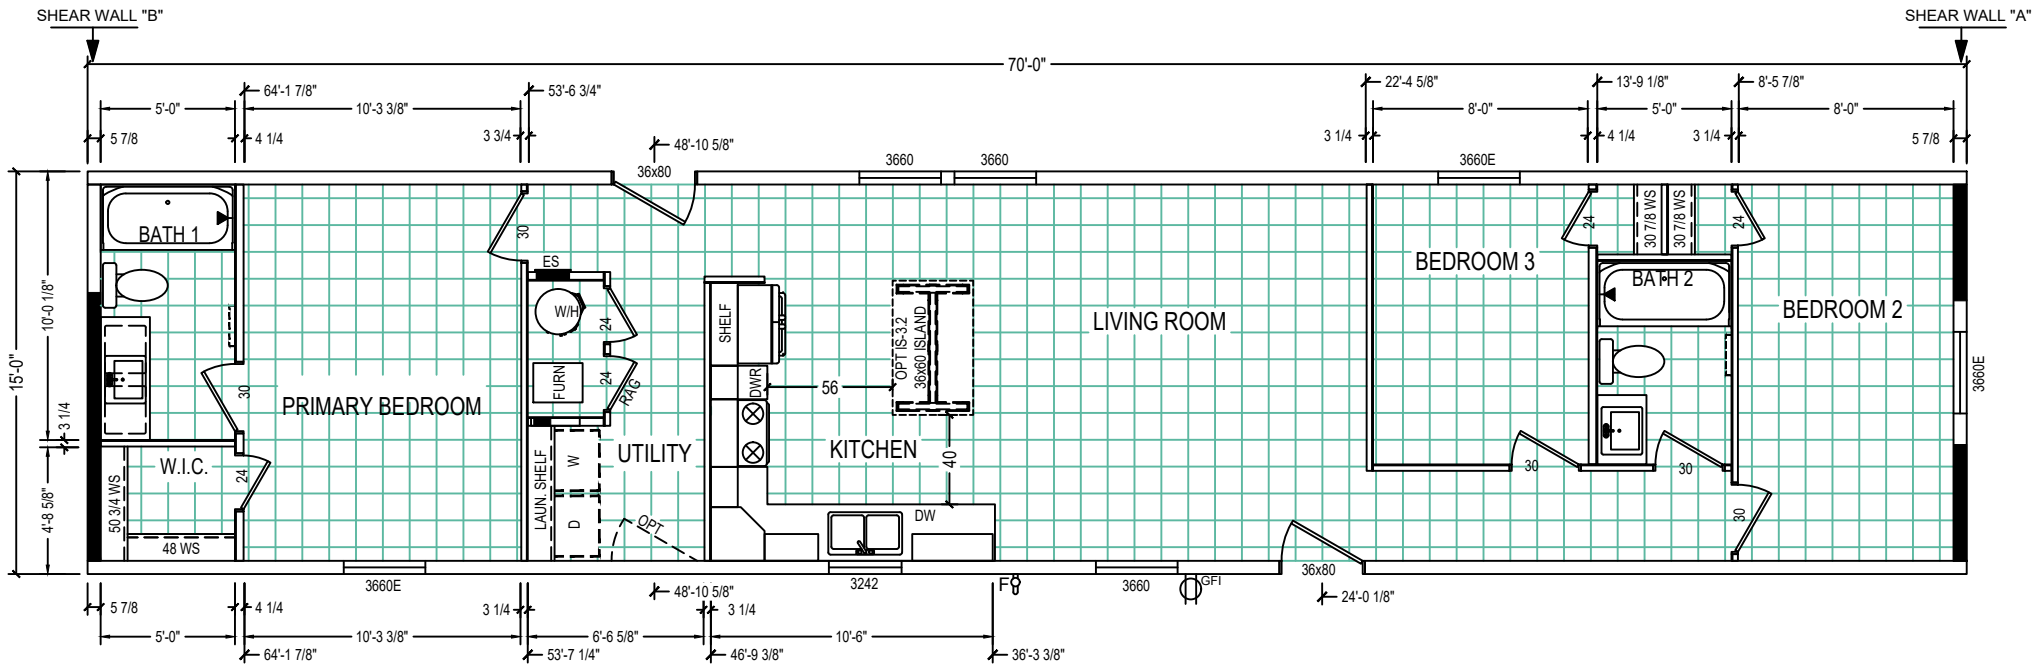 SHEAR WALL "B"
SHEAR WALL "A"
70'-0"
64'-1 7/8"
53'-6 3/4"
22'-4 5/8"
13'-9 1/8"
8'-5 7/8"
5'-0"
10'-3 3/8"
8'-0"
5'-0"
8'-0"
5 7/8
4 1/4
3 3/4
48'-10 5/8"
3 1/4
4 1/4
3 1/4
5 7/8
36x80
3660
3660
3660E
BATH 1
30
24
30 7/8 WS
30 7/8 WS
24
ES
BEDROOM 3
BATH 2
W/H
24
SHELF
OPT IS-3.2
36x60 ISLAND
LIVING ROOM
BEDROOM 2
10'-0 1/8"
15'-0"
3 1/4
4'-8 5/8"
30
PRIMARY BEDROOM
FURN
24
RAG
DWR
56
3660E
KITCHEN
40
UTILITY
W.I.C.
24
50 3/4 WS
48 WS
LAUN. SHELF
W
D
OPT
DW
30
30
30
3660E
3242
F
3660
GFI
36x80
5 7/8
4 1/4
3 1/4
48'-10 5/8"
3 1/4
24'-0 1/8"
5'-0"
10'-3 3/8"
6'-6 5/8"
10'-6"
64'-1 7/8"
53'-7 1/4"
46'-9 3/8"
36'-3 3/8"